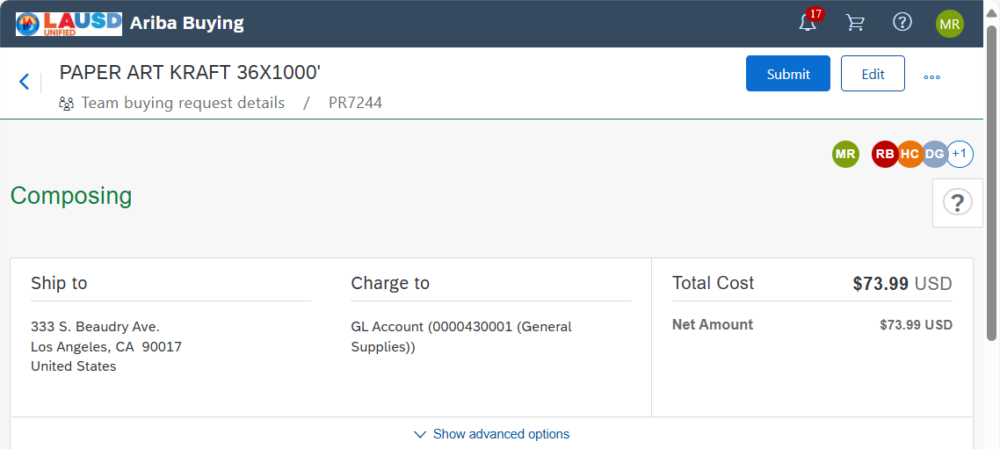 LAUSD
UNIFIED
Ariba Buying
17
MR
PAPER ART KRAFT 36X1000'
Submit
Edit
Team buying request details / PR7244
MR RB HC DG +1
Composing
?
Ship to
Charge to
Total Cost $73.99 USD
333 S. Beaudry Ave.
Los Angeles, CA 90017
United States
GL Account (0000430001 (General
Supplies))
Net Amount $73.99 USD
Show advanced options